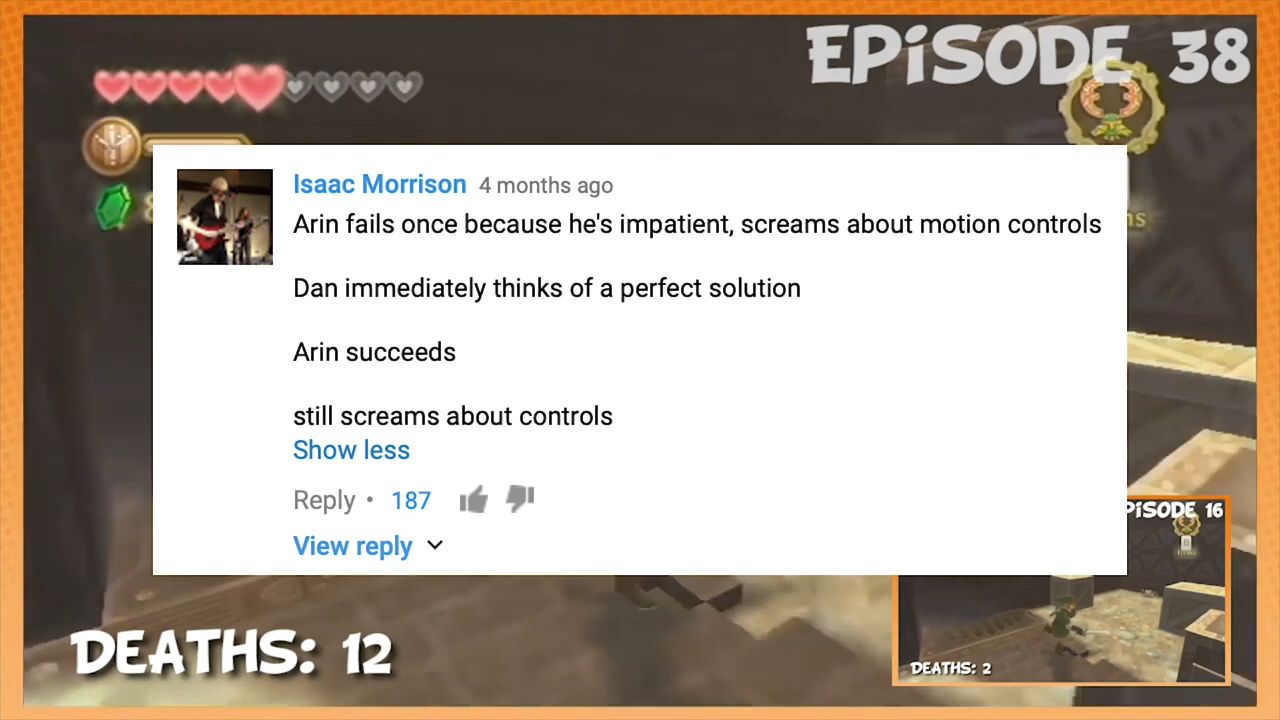 EPiSODE 38
Isaac Morrison 4 months ago
Arin fails once because he's impatient, screams about motion controls
Dan immediately thinks of a perfect solution
Arin succeeds
still screams about controls
Show less
Reply • 187
View reply
PiSODE 16
DEATHS: 12
DEATHS: 2